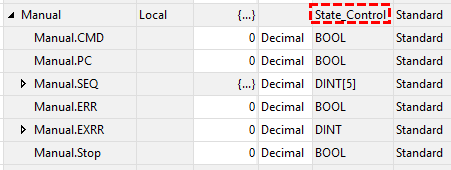 Manual Local {...} State_Control Standard
Manual.CMD 0 Decimal BOOL Standard
Manual.PC 0 Decimal BOOL Standard
Manual.SEQ {...} Decimal DINT[5] Standard
Manual.ERR 0 Decimal BOOL Standard
Manual.EXRR 0 Decimal DINT Standard
Manual.Stop 0 Decimal BOOL Standard